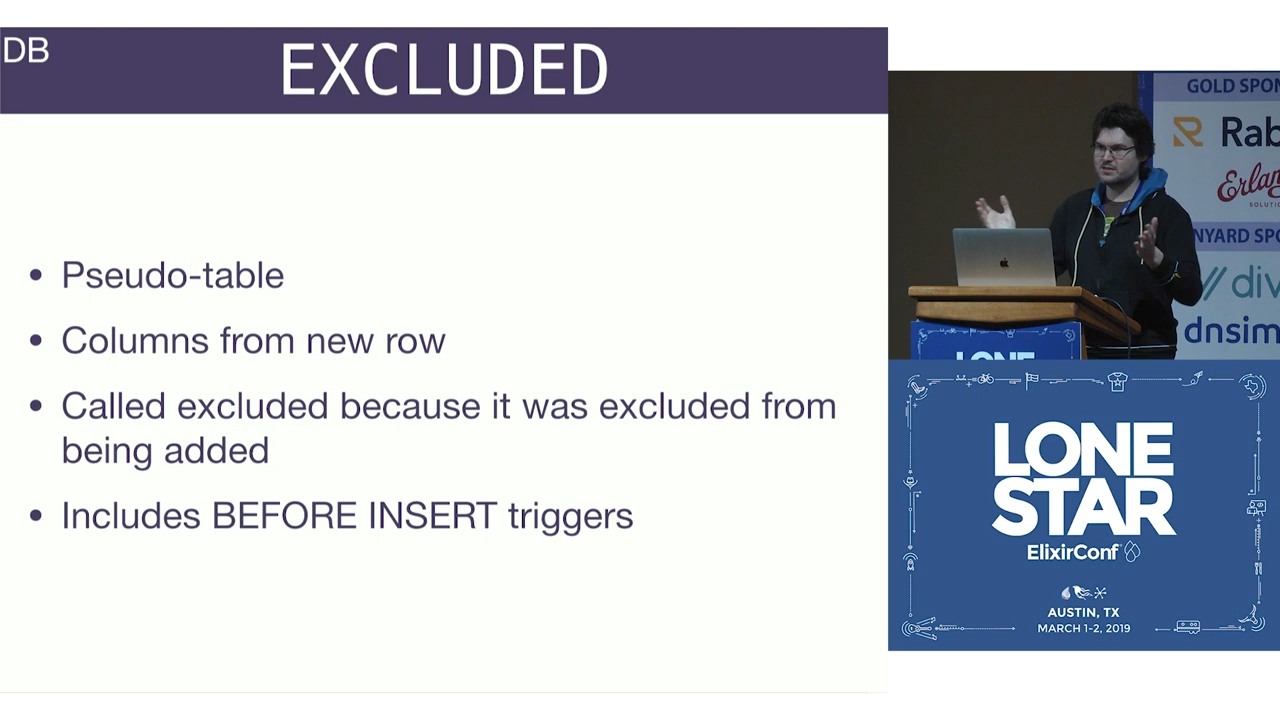 DB
EXCLUDED
• Pseudo-table
• Columns from new row
• Called excluded because it was excluded from
being added
• Includes BEFORE INSERT triggers
GOLD SPON
Rab
Erlan
SOLUTI
NYARD SPO
div
dnsim
LONE
LONE
STAR
ElixirConf
AUSTIN, TX
MARCH 1-2, 2019